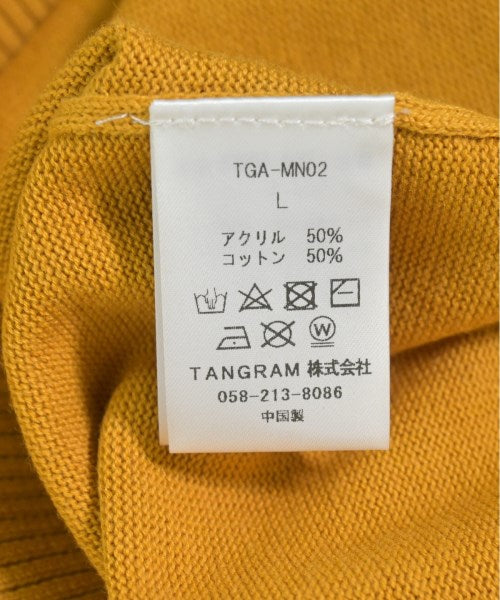 TGA-MN02
L
アクリル 50%
コットン 50%
W
TANGRAM 株式会社
058-213-8086
中国製